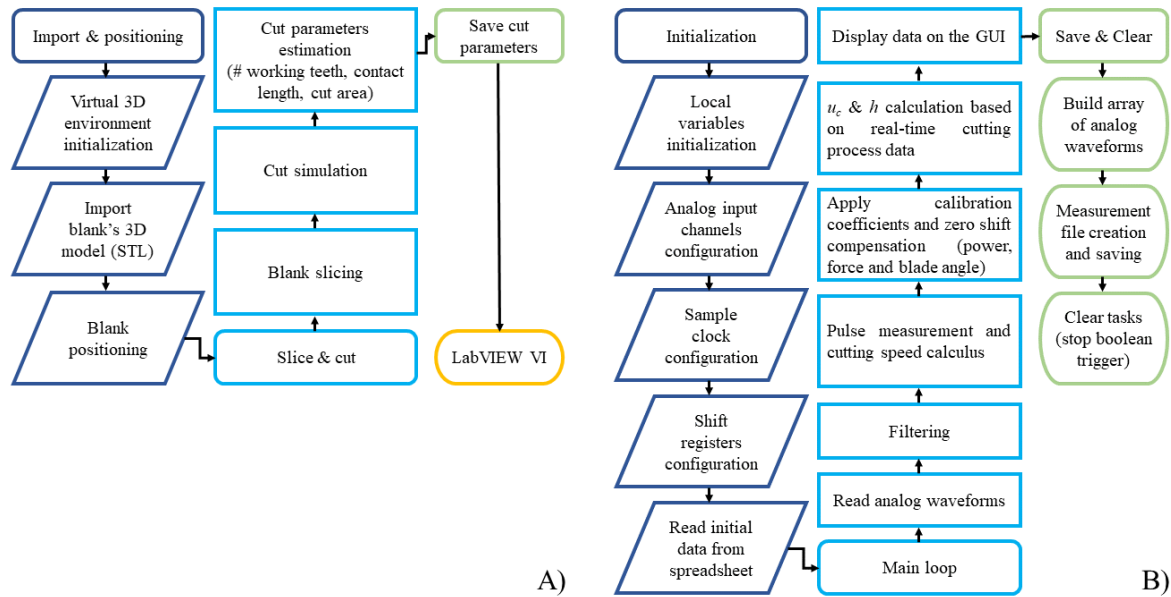 Import & positioning
Virtual 3D
environment
initialization
Import
blank's 3D
model (STL)
Blank
positioning
Slice & cut
Blank slicing
Cut simulation
Cut parameters
estimation
(# working teeth, contact
length, cut area)
Save cut
parameters
LabVIEW VI
A)
Initialization
Local
variables
initialization
Analog input
channels
configuration
Sample
clock
configuration
Shift
registers
configuration
Read initial
data from
spreadsheet
Main loop
Read analog waveforms
Filtering
Pulse measurement and
cutting speed calculus
Apply calibration
coefficients and zero shift
compensation (power,
force and blade angle)
u_c & h calculation based
on real-time cutting
process data
Display data on the GUI
Save & Clear
Build array
of analog
waveforms
Measurement
file creation
and saving
Clear tasks
(stop boolean
trigger)
B)